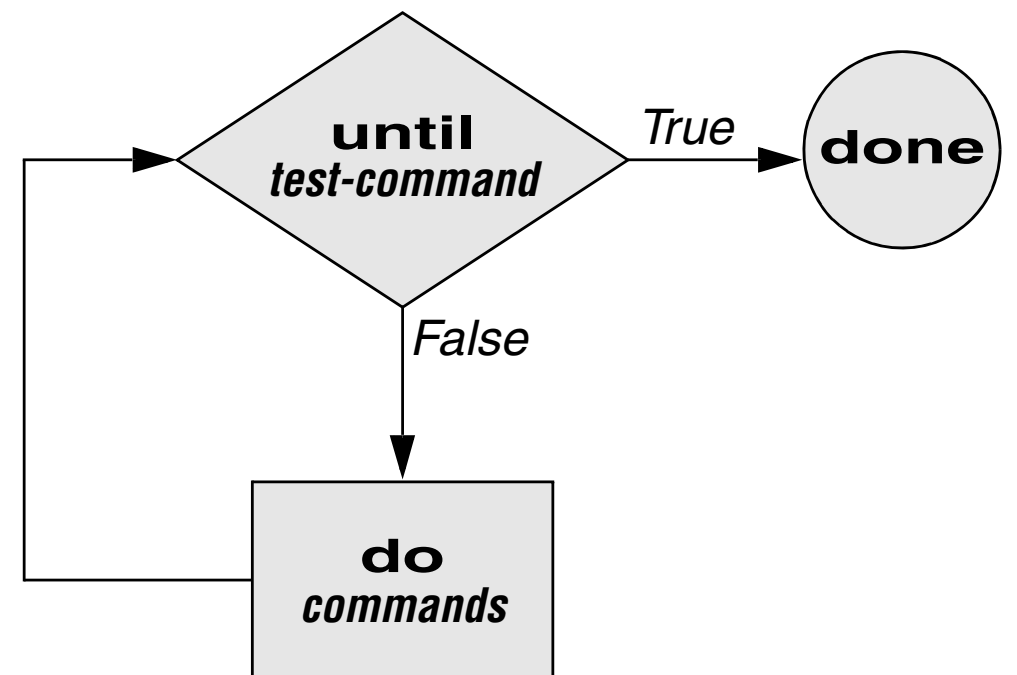 until
test-command
True
done
False
do
commands